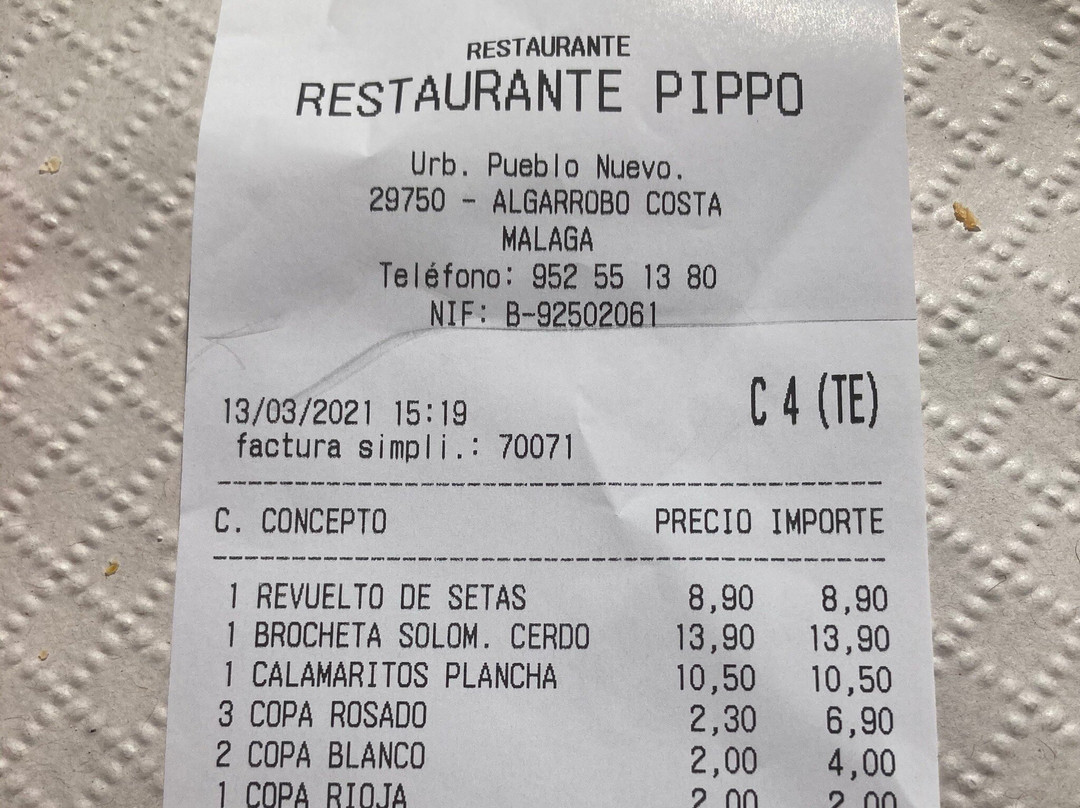 RESTAURANTE
RESTAURANTE PIPPO
Urb. Pueblo Nuevo.
29750 - ALGARROBO COSTA
MALAGA
Teléfono: 952 55 13 80
NIF: B-92502061
C 4 (TE)
13/03/2021 15:19
factura simpli.: 70071
C. CONCEPTO PRECIO IMPORTE
1 REVUELTO DE SETAS 8,90 8,90
1 BROCHETA SOLOM. CERDO 13,90 13,90
1 CALAMARITOS PLANCHA 10,50 10,50
3 COPA ROSADO 2,30 6,90
2 COPA BLANCO 2,00 4,00
1 COPA RIOJA 2,00 2,00